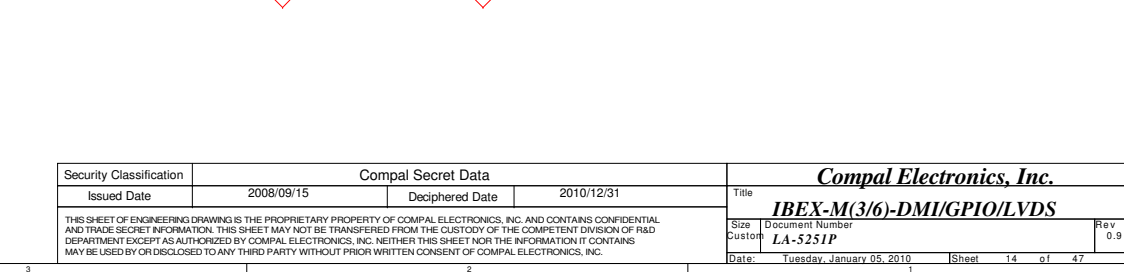 Security Classification
Compal Secret Data
Issued Date
2008/09/15
Deciphered Date
2010/12/31
THIS SHEET OF ENGINEERING DRAWING IS THE PROPRIETARY PROPERTY OF COMPAL ELECTRONICS, INC. AND CONTAINS CONFIDENTIAL
AND TRADE SECRET INFORMATION. THIS SHEET MAY NOT BE TRANSFERED FROM THE CUSTODY OF THE COMPETENT DIVISION OF R&D
DEPARTMENT EXCEPT AS AUTHORIZED BY COMPAL ELECTRONICS, INC. NEITHER THIS SHEET NOR THE INFORMATION IT CONTAINS
MAY BE USED BY OR DISCLOSED TO ANY THIRD PARTY WITHOUT PRIOR WRITTEN CONSENT OF COMPAL ELECTRONICS, INC.
Compal Electronics, Inc.
Title
IBEX-M(3/6)-DMI/GPIO/LVDS
Size Document Number Rev
Custom LA-5251P 0.9
Date: Tuesday, January 05, 2010 Sheet 14 of 47
3 2 1